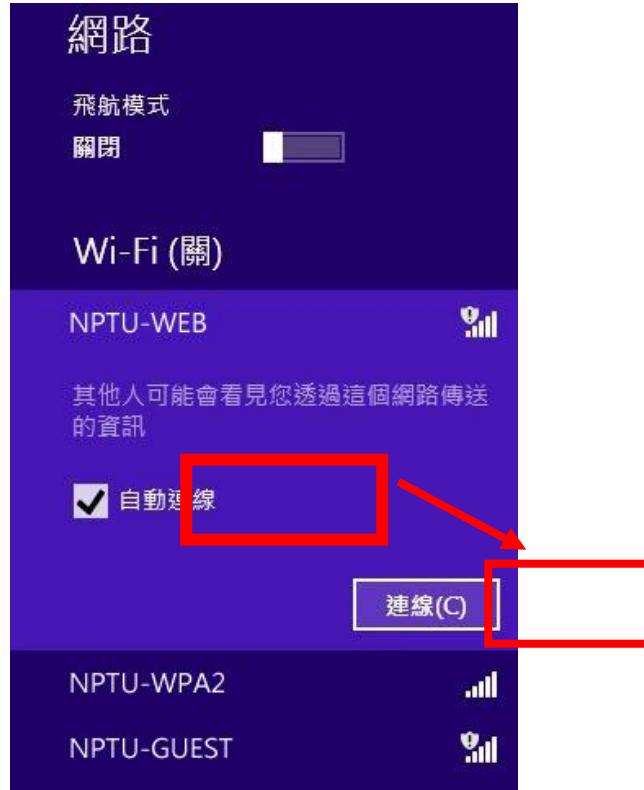 網路
飛航模式
關閉
Wi-Fi (關)
NPTU-WEB
其他人可能會看見您透過這個網路傳送
的資訊
自動連線
連線(C)
NPTU-WPA2
NPTU-GUEST